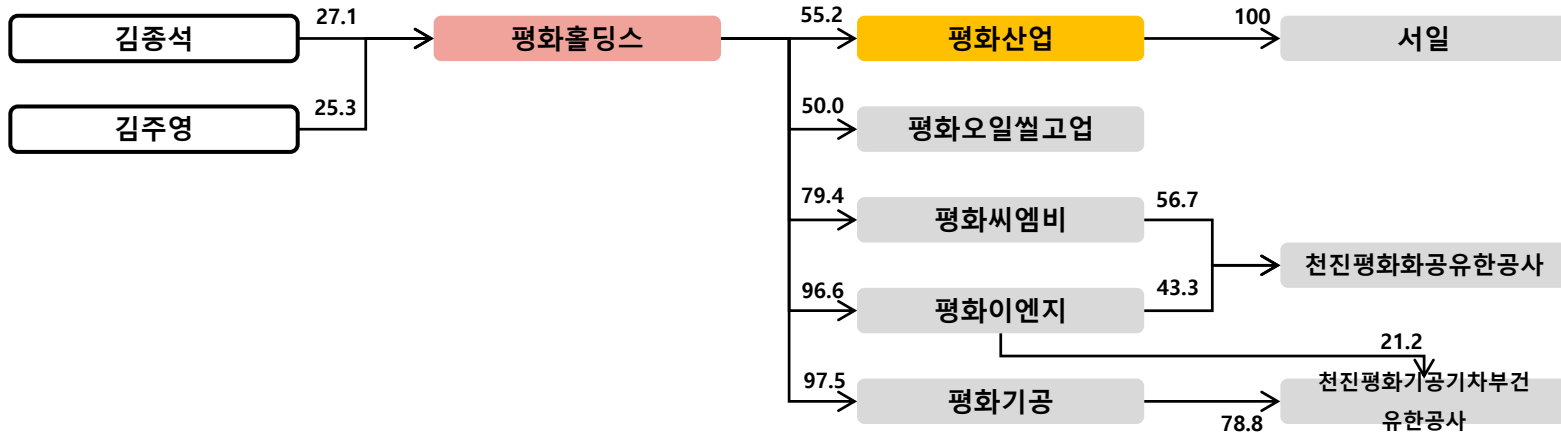 김종석
27.1
평화홀딩스
55.2
평화산업
100
서일
김주영
25.3
50.0
평화오일씰고업
79.4
평화씨엠비
56.7
천진평화화공유한공사
96.6
평화이엔지
43.3
21.2
97.5
평화기공
78.8
천진평화기공기차부건
유한공사